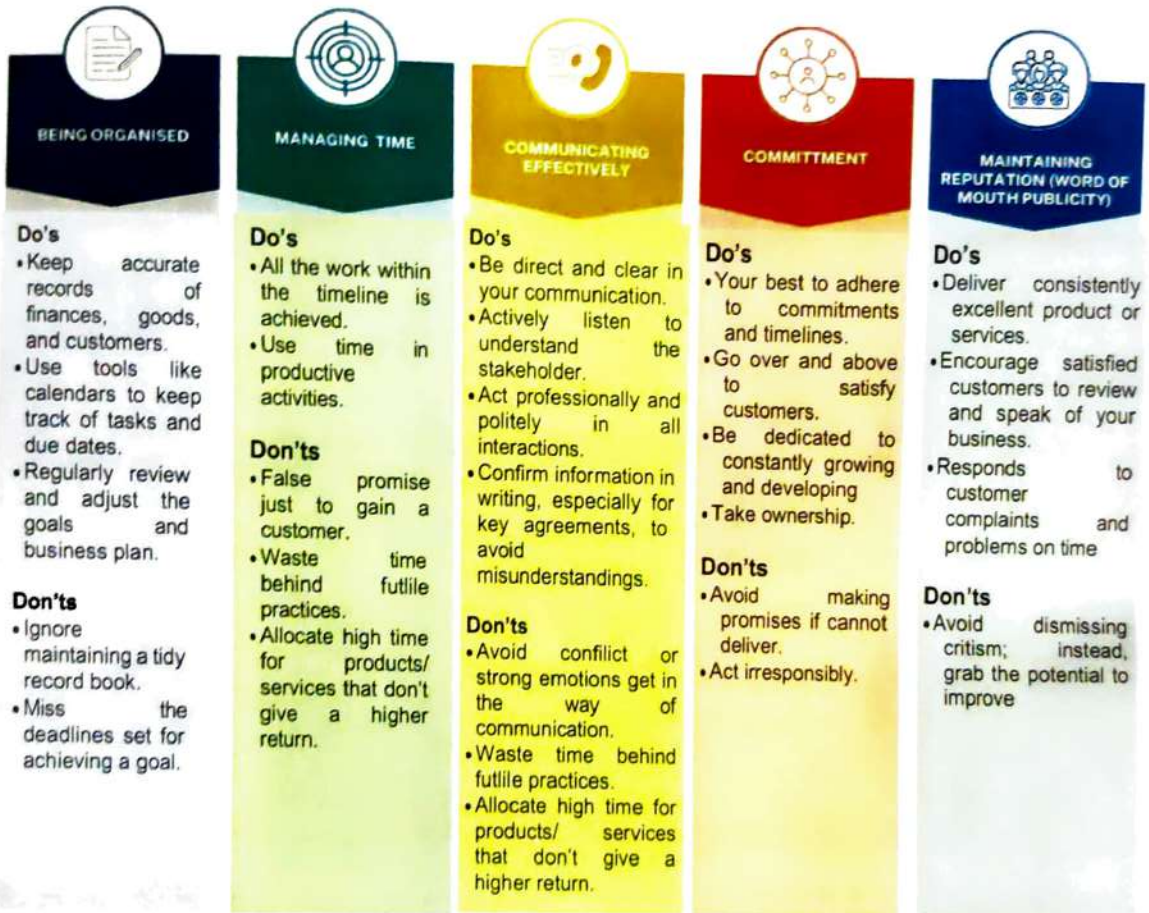 BEING ORGANISED
Do's
•Keep accurate
records of
finances, goods,
and customers.
•Use tools like
calendars to keep
track of tasks and
due dates.
•Regularly review
and adjust the
goals and
business plan.
Don'ts
•Ignore
maintaining a tidy
record book.
•Miss the
deadlines set for
achieving a goal.
MANAGING TIME
Do's
•All the work within
the timeline is
achieved.
•Use time in
productive
activities.
Don'ts
•False promise
just to gain a
customer.
•Waste time
behind futlile
practices.
•Allocate high time
for products/
services that don't
give a higher
return.
COMMUNICATING
EFFECTIVELY
Do's
•Be direct and clear in
your communication.
•Actively listen to
understand the
stakeholder.
•Act professionally and
politely in all
interactions.
•Confirm information in
writing, especially for
key agreements, to
avoid
misunderstandings.
Don'ts
•Avoid confilict or
strong emotions get in
the way of
communication.
•Waste time behind
futlile practices.
•Allocate high time for
products/ services
that don't give a
higher return.
COMMITTMENT
Do's
•Your best to adhere
to commitments
and timelines.
•Go over and above
to satisfy
customers.
•Be dedicated to
constantly growing
and developing
•Take ownership.
Don'ts
•Avoid making
promises if cannot
deliver.
•Act irresponsibly.
MAINTAINING
REPUTATION (WORD OF
MOUTH PUBLICITY)
Do's
•Deliver consistently
excellent product or
services.
•Encourage satisfied
customers to review
and speak of your
business.
•Responds to
customer
complaints and
problems on time
Don'ts
•Avoid dismissing
critism; instead,
grab the potential to
improve